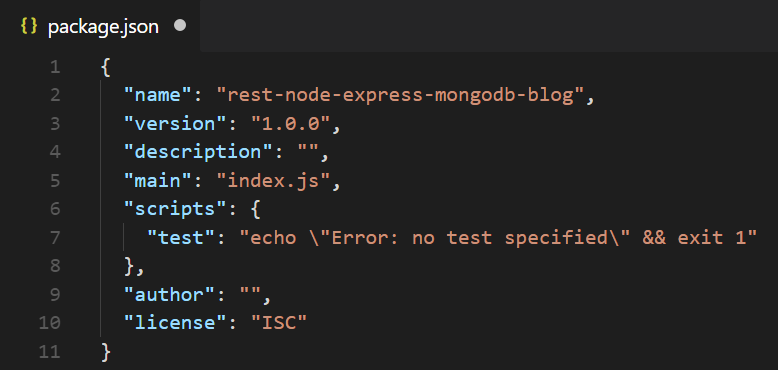 {} package.json
1 {
2 "name": "rest-node-express-mongodb-blog",
3 "version": "1.0.0",
4 "description": "",
5 "main": "index.js",
6 "scripts": {
7 "test": "echo \"Error: no test specified\" && exit 1"
8 },
9 "author": "",
10 "license": "ISC"
11 }